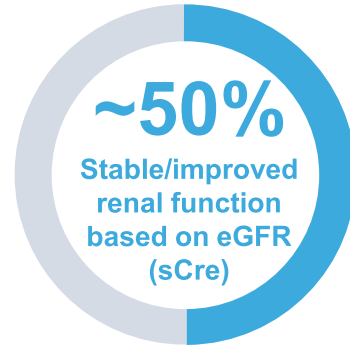 ~50%
Stable/improved
renal function
based on eGFR
(sCre)